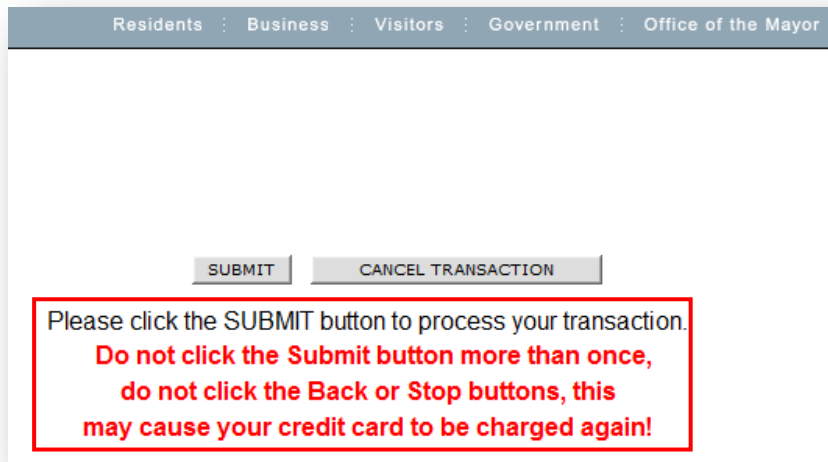 Residents Business Visitors Government Office of the Mayor
SUBMIT CANCEL TRANSACTION
Please click the SUBMIT button to process your transaction.
Do not click the Submit button more than once,
do not click the Back or Stop buttons, this
may cause your credit card to be charged again!